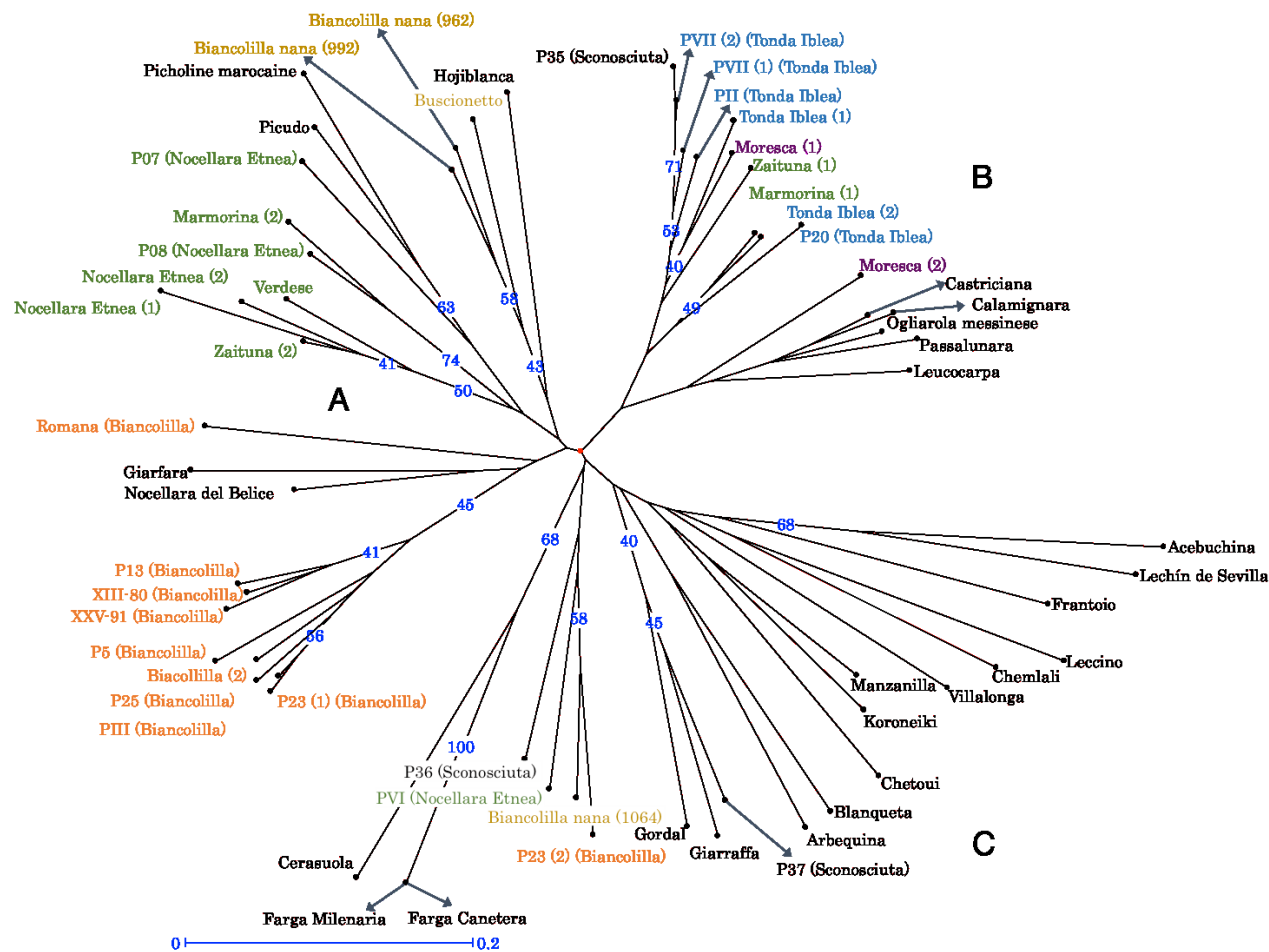 Biancolilla nana (962)
Biancolilla nana (992)
Picholine marocaine
Hojiblanca
Buscionetto
Picudo
P07 (Nocellara Etnea)
Marmorina (2)
P08 (Nocellara Etnea)
Nocellara Etnea (2)
Verdese
Nocellara Etnea (1)
Zaituna (2)
63
58
74
43
41
50
A
P35 (Sconosciuta)
PVII (2) (Tonda Iblea)
PVII (1) (Tonda Iblea)
PII (Tonda Iblea)
Tonda Iblea (1)
Moresca (1)
Zaituna (1)
Marmorina (1)
Tonda Iblea (2)
P20 (Tonda Iblea)
Moresca (2)
Castriciana
Calamignara
Ogliarola messinese
Passalunara
Leucocarpa
71
53
40
49
B
Romana (Biancolilla)
Giarfara
Nocellara del Belice
45
41
P13 (Biancolilla)
XIII-80 (Biancolilla)
XXV-91 (Biancolilla)
56
P5 (Biancolilla)
Biacollilla (2)
P25 (Biancolilla)
P23 (1) (Biancolilla)
PIII (Biancolilla)
68
58
40
45
68
100
Acebuchina
Lechín de Sevilla
Frantoio
Leccino
Chemlali
Villalonga
Manzanilla
Koroneiki
Chetoui
Blanqueta
Arbequina
P37 (Sconosciuta)
Giarraffa
Gordal
C
P36 (Sconosciuta)
PVI (Nocellara Etnea)
Biancolilla nana (1064)
P23 (2) (Biancolilla)
Cerasuola
Farga Milenaria
Farga Canetera
0
0,2